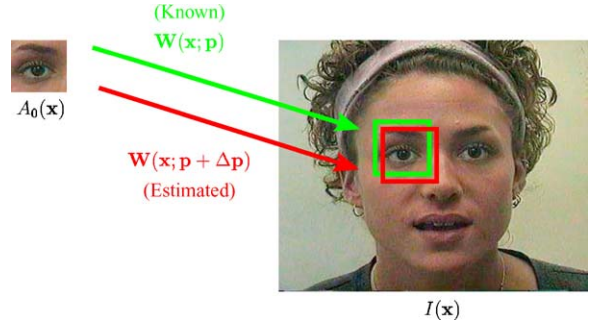 (Known)
W(x; p)
A₀(x)
W(x; p + Δp)
(Estimated)
I(x)